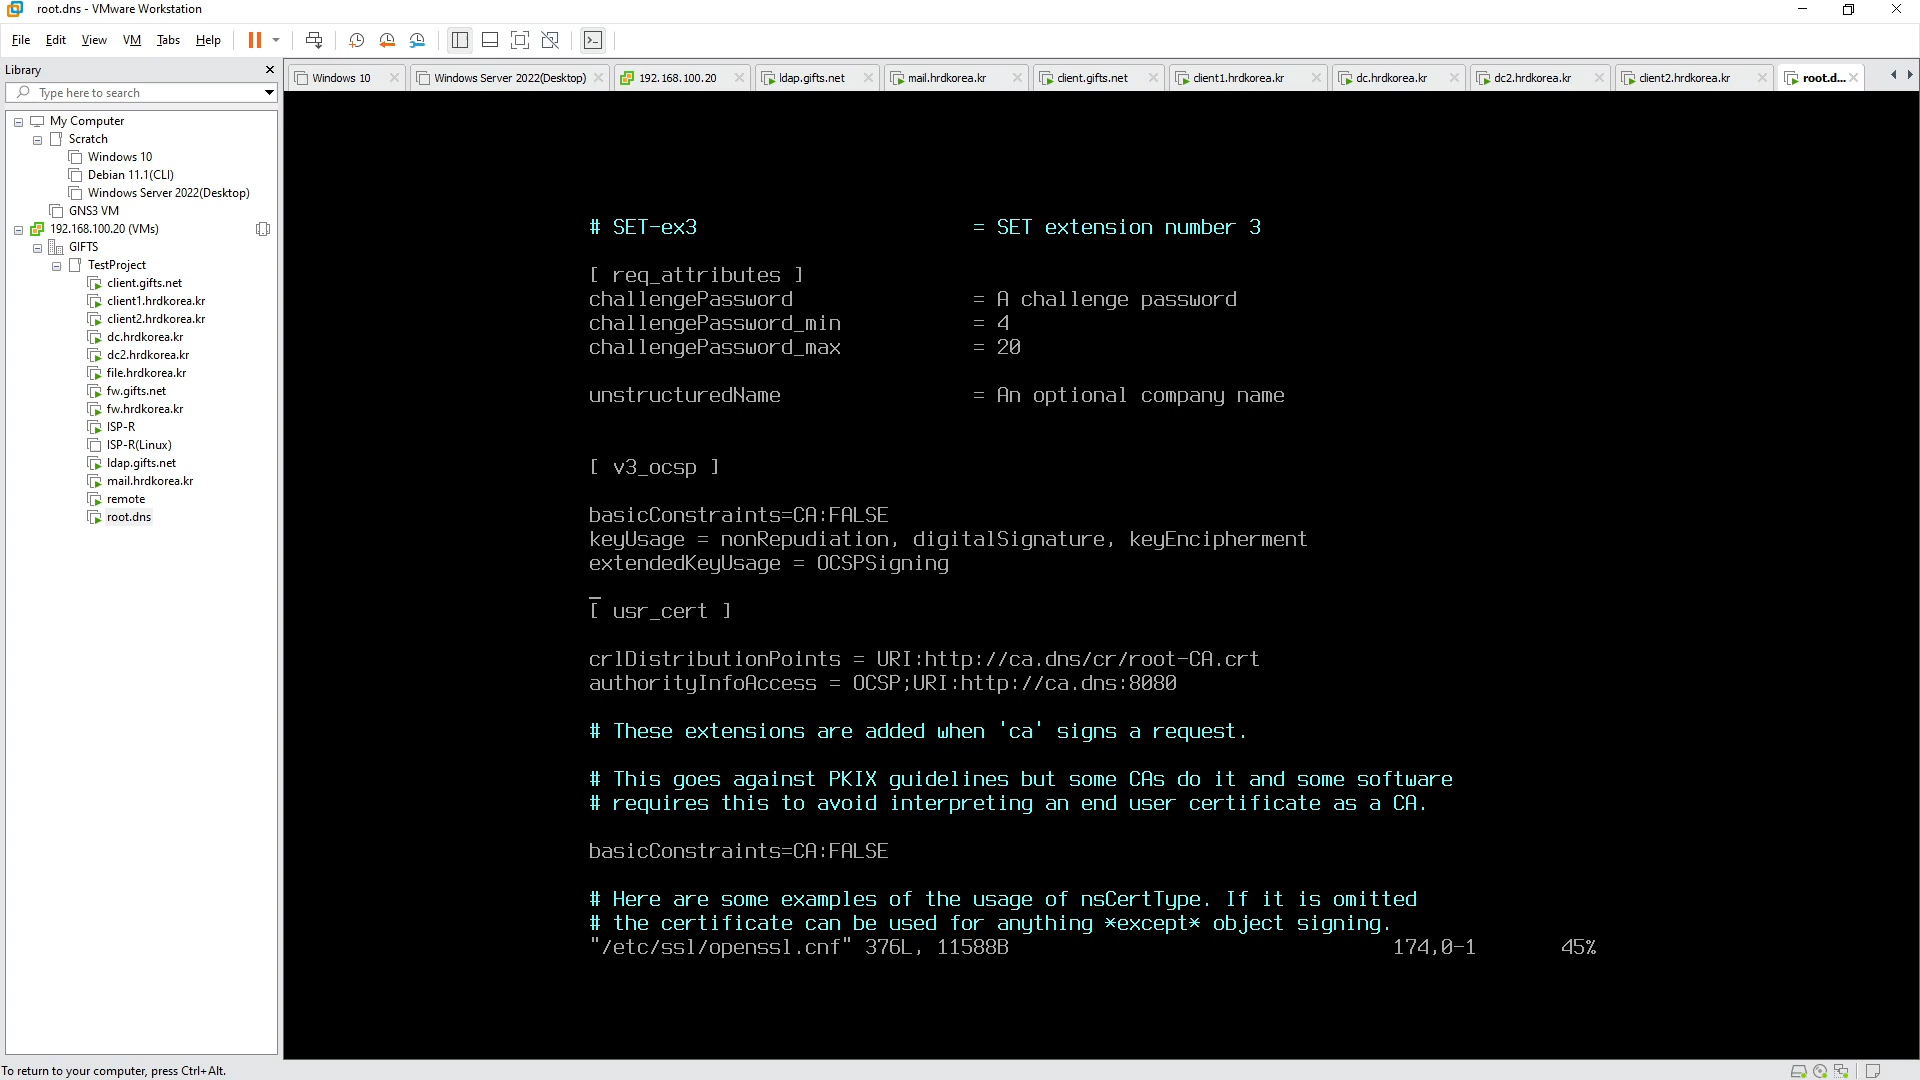 root.dns - VMware Workstation
File Edit View VM Tabs Help
Library
Type here to search
My Computer
Scratch
Windows 10
Debian 11.1(CLI)
Windows Server 2022(Desktop)
GNS3 VM
192.168.100.20 (VMs)
GIFTS
TestProject
client.gifts.net
client1.hrdkorea.kr
client2.hrdkorea.kr
dc.hrdkorea.kr
dc2.hrdkorea.kr
file.hrdkorea.kr
fw.gifts.net
fw.hrdkorea.kr
ISP-R
ISP-R(Linux)
ldap.gifts.net
mail.hrdkorea.kr
remote
root.dns
Windows 10 Windows Server 2022(Desktop) 192.168.100.20 ldap.gifts.net mail.hrdkorea.kr client.gifts.net client1.hrdkorea.kr dc.hrdkorea.kr dc2.hrdkorea.kr client2.hrdkorea.kr root.d...
# SET-ex3 = SET extension number 3
[ req_attributes ]
challengePassword = A challenge password
challengePassword_min = 4
challengePassword_max = 20
unstructuredName = An optional company name
[ v3_ocsp ]
basicConstraints=CA:FALSE
keyUsage = nonRepudiation, digitalSignature, keyEncipherment
extendedKeyUsage = OCSPSigning
[ usr_cert ]
crlDistributionPoints = URI:http://ca.dns/cr/root-CA.crt
authorityInfoAccess = OCSP;URI:http://ca.dns:8080
# These extensions are added when 'ca' signs a request.
# This goes against PKIX guidelines but some CAs do it and some software
# requires this to avoid interpreting an end user certificate as a CA.
basicConstraints=CA:FALSE
# Here are some examples of the usage of nsCertType. If it is omitted
# the certificate can be used for anything *except* object signing.
"/etc/ssl/openssl.cnf" 376L, 11588B 174,0-1 45%
To return to your computer, press Ctrl+Alt.